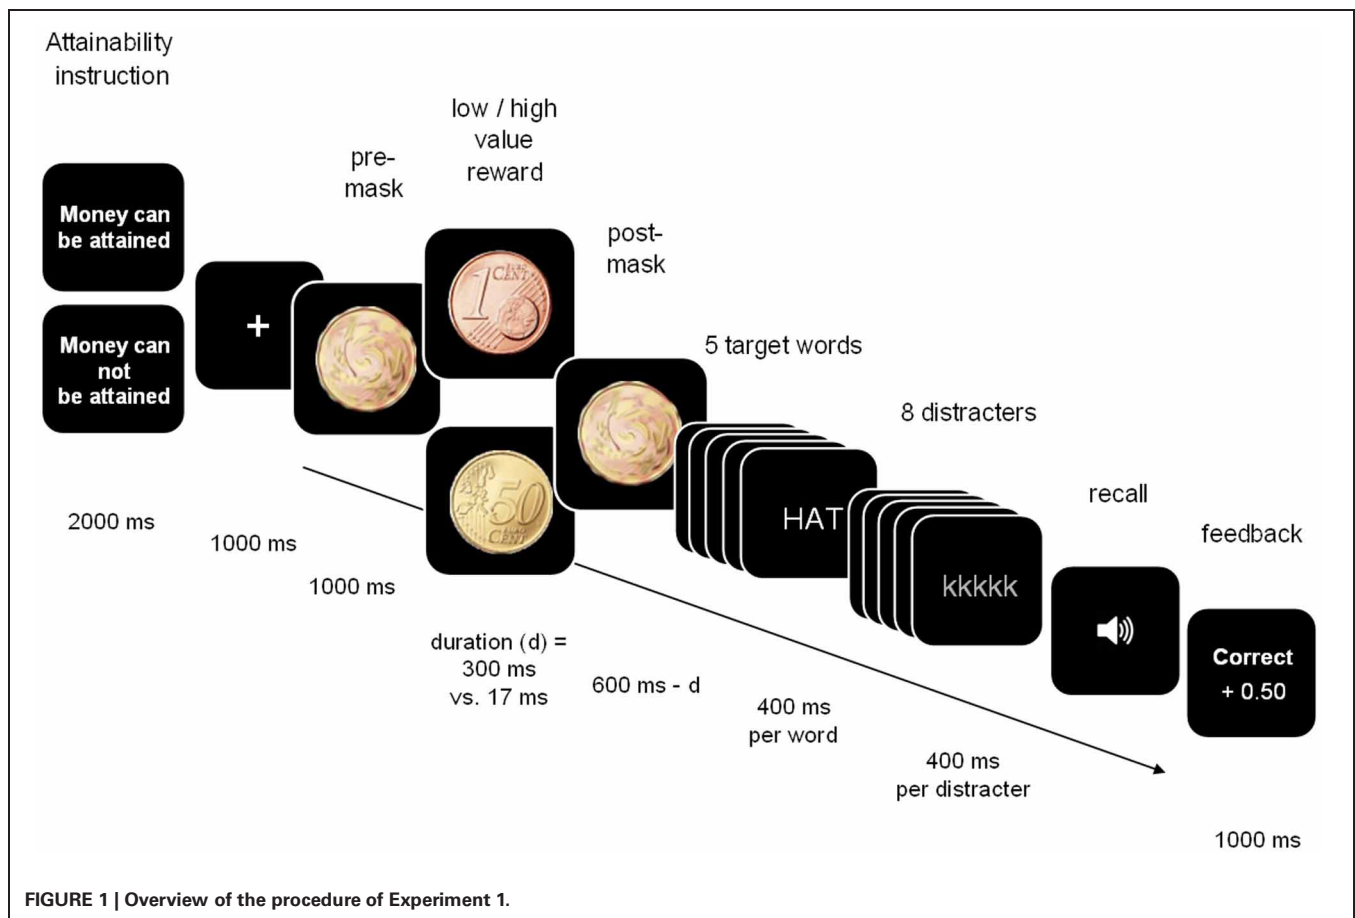 Attainability
instruction
low / high
value
reward
pre-
mask
Money can
be attained
post-
mask
1
CENT
+
Money can
not
be attained
5 target words
8 distracters
50
CENT
HAT
recall
2000 ms
feedback
1000 ms
1000 ms
kkkkk
duration (d) =
300 ms
vs. 17 ms
600 ms - d
Correct
+ 0.50
400 ms
per word
400 ms
per distracter
1000 ms
FIGURE 1 | Overview of the procedure of Experiment 1.